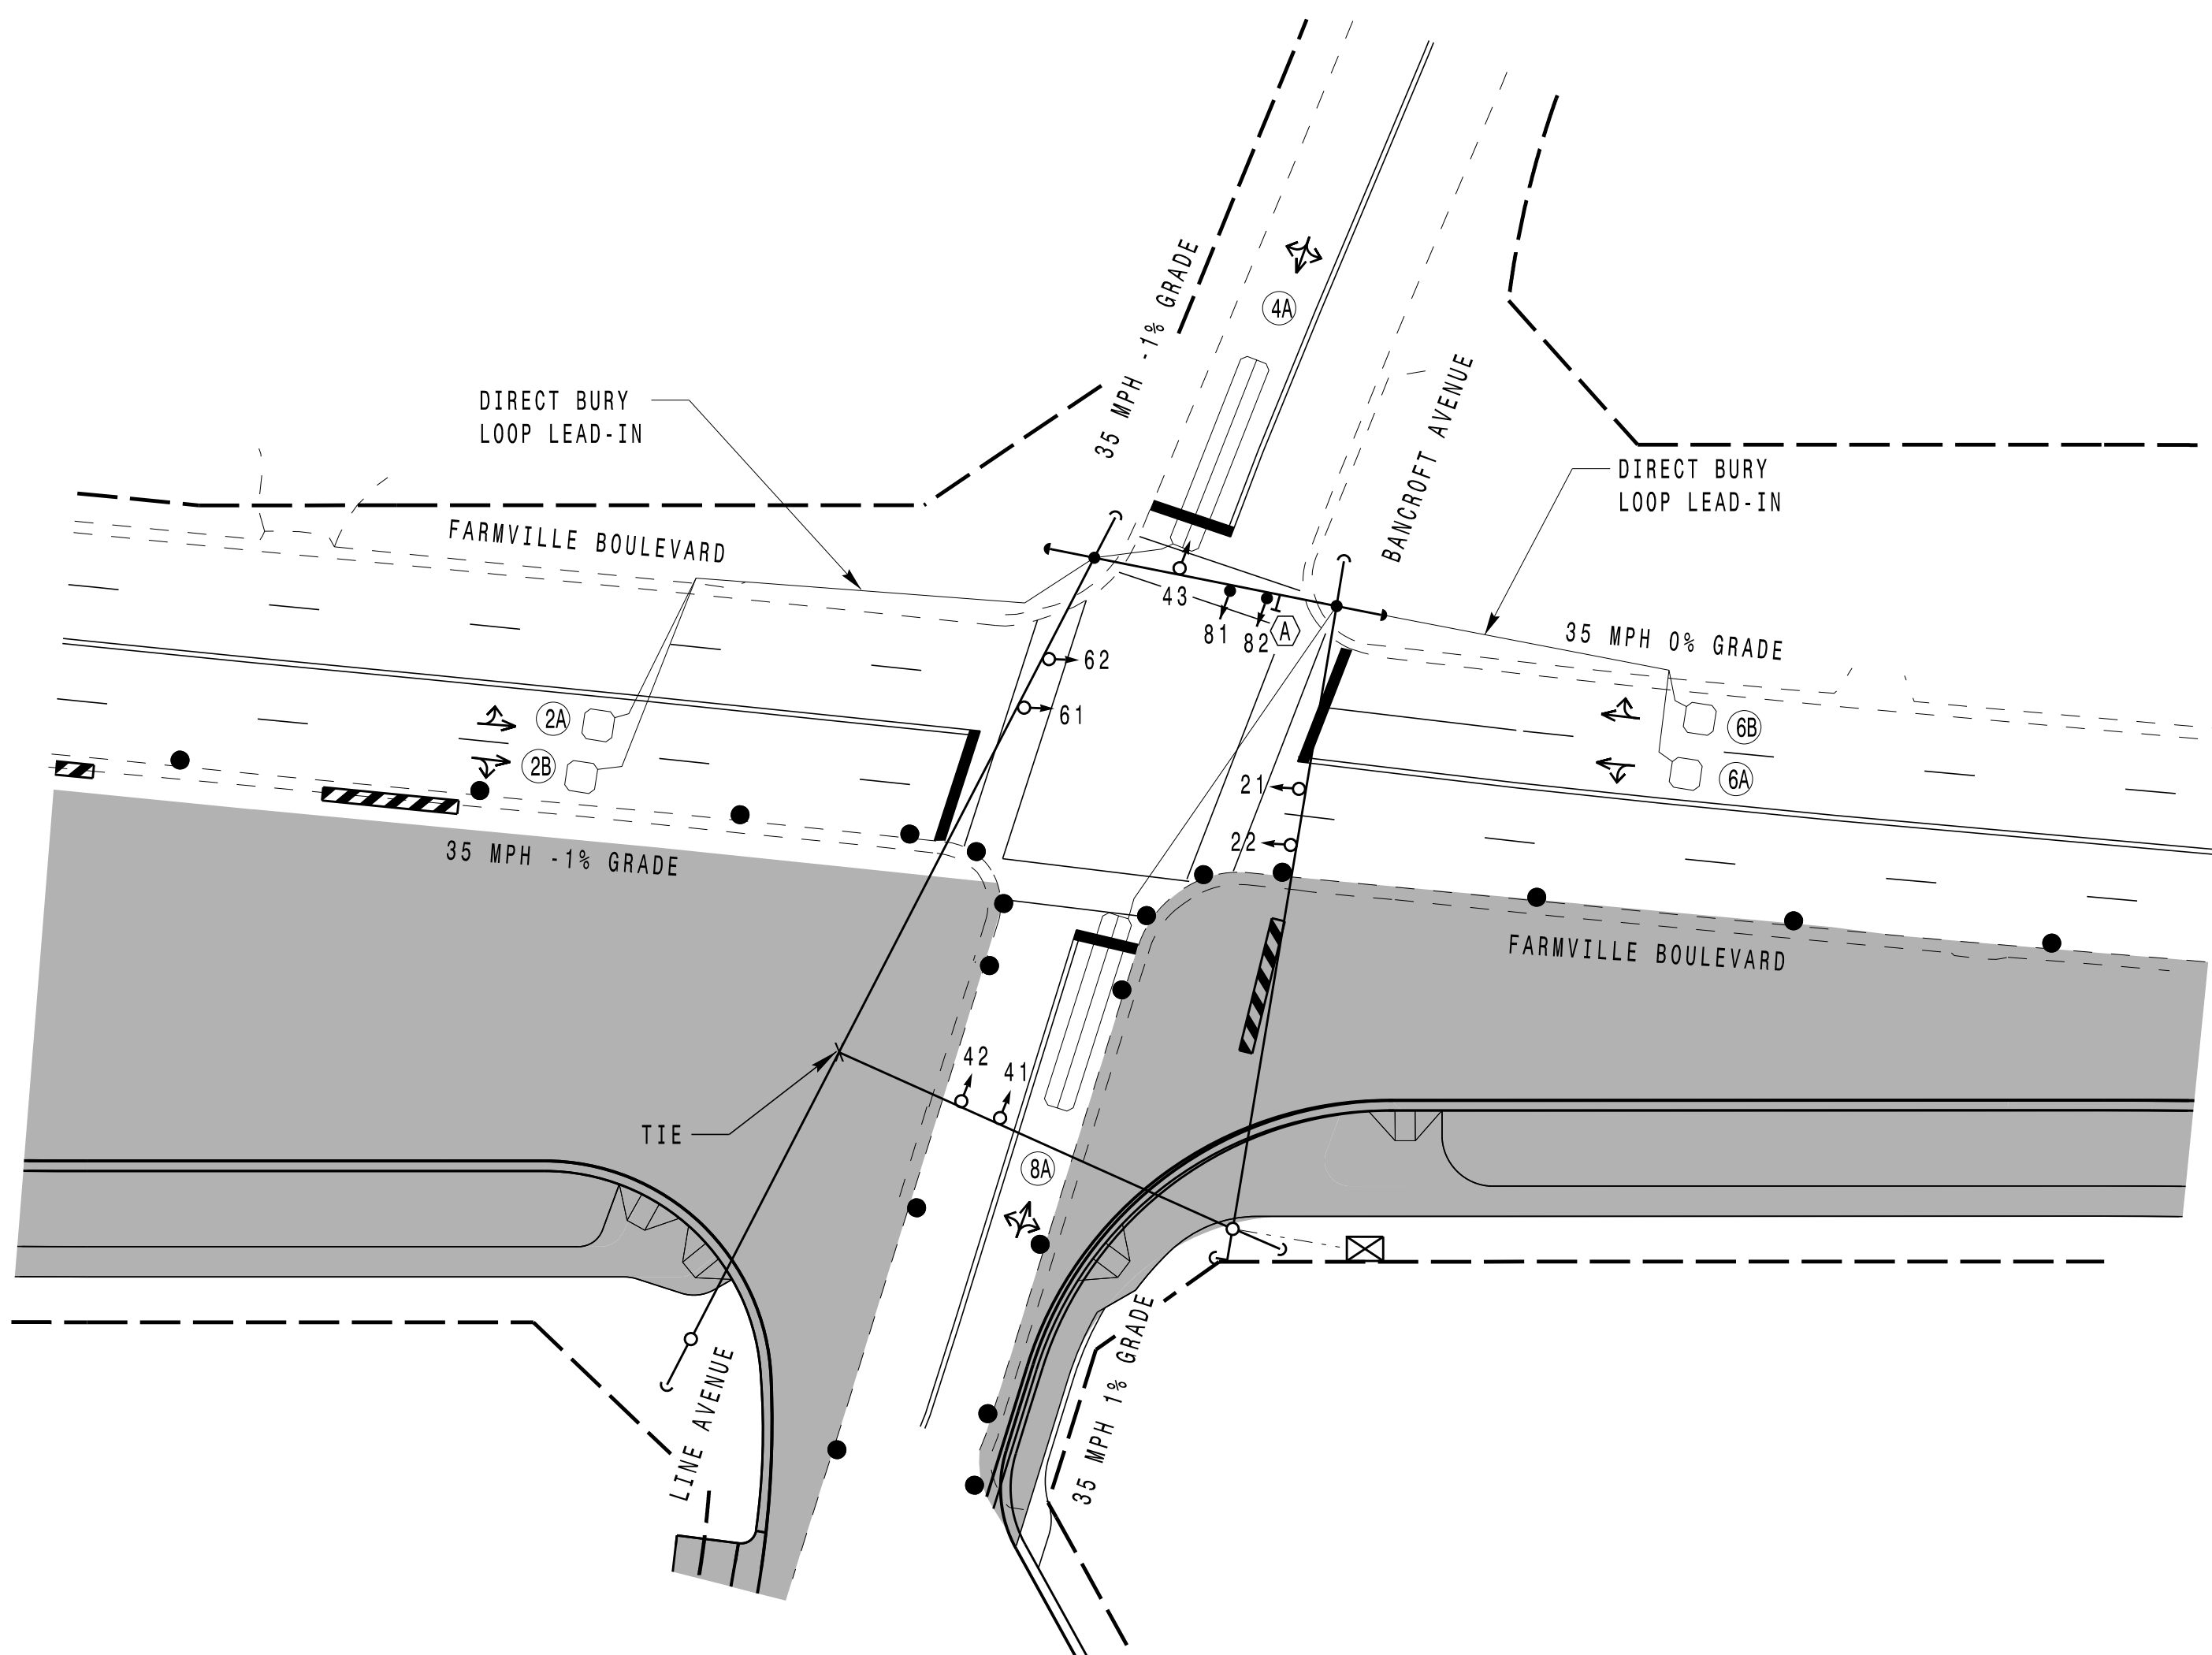 35 MPH -1% GRADE
4A
DIRECT BURY
LOOP LEAD-IN
BANCROFT AVENUE
DIRECT BURY
LOOP LEAD-IN
FARMVILLE BOULEVARD
43
81
82
A
35 MPH 0% GRADE
62
61
2A
2B
6B
6A
21
22
35 MPH -1% GRADE
FARMVILLE BOULEVARD
42
41
TIE
8A
LINE AVENUE
35 MPH 1% GRADE